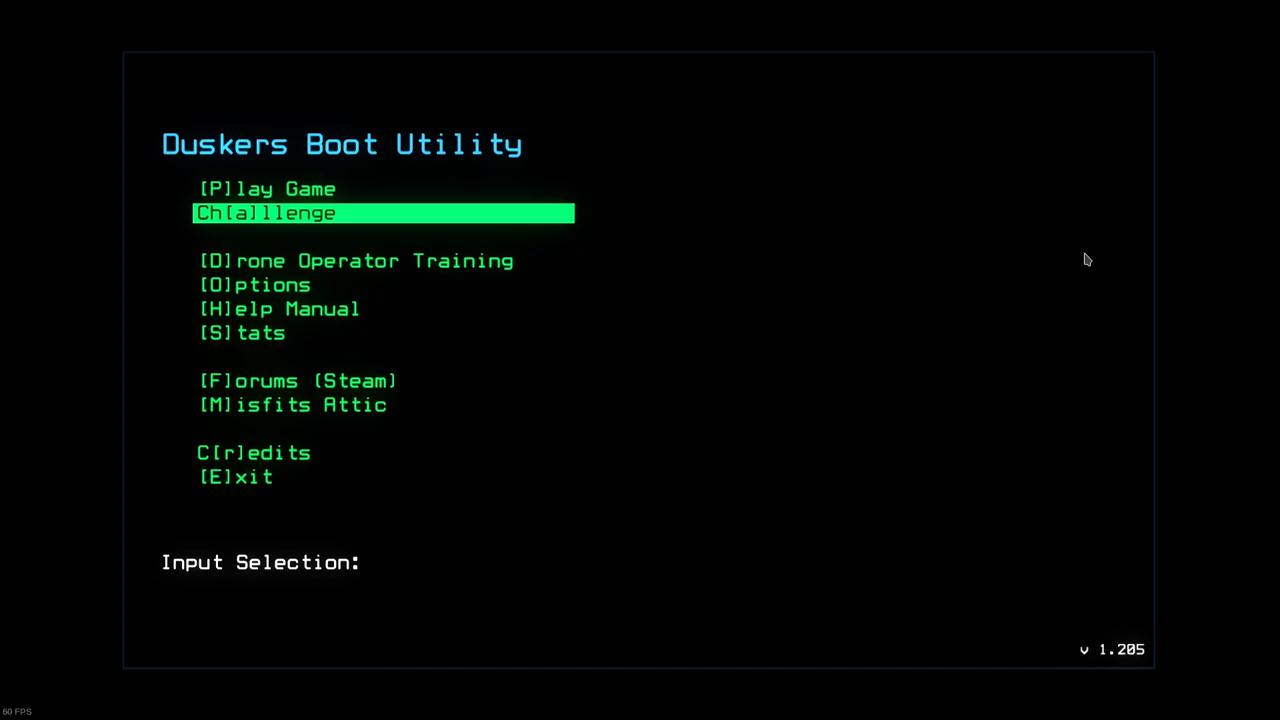 Duskers Boot Utility
[P]lay Game
Ch[a]llenge
[D]rone Operator Training
[O]ptions
[H]elp Manual
[S]tats
[F]orums (Steam)
[M]isfits Attic
C[r]edits
[E]xit
Input Selection:
v 1.205
60 FPS